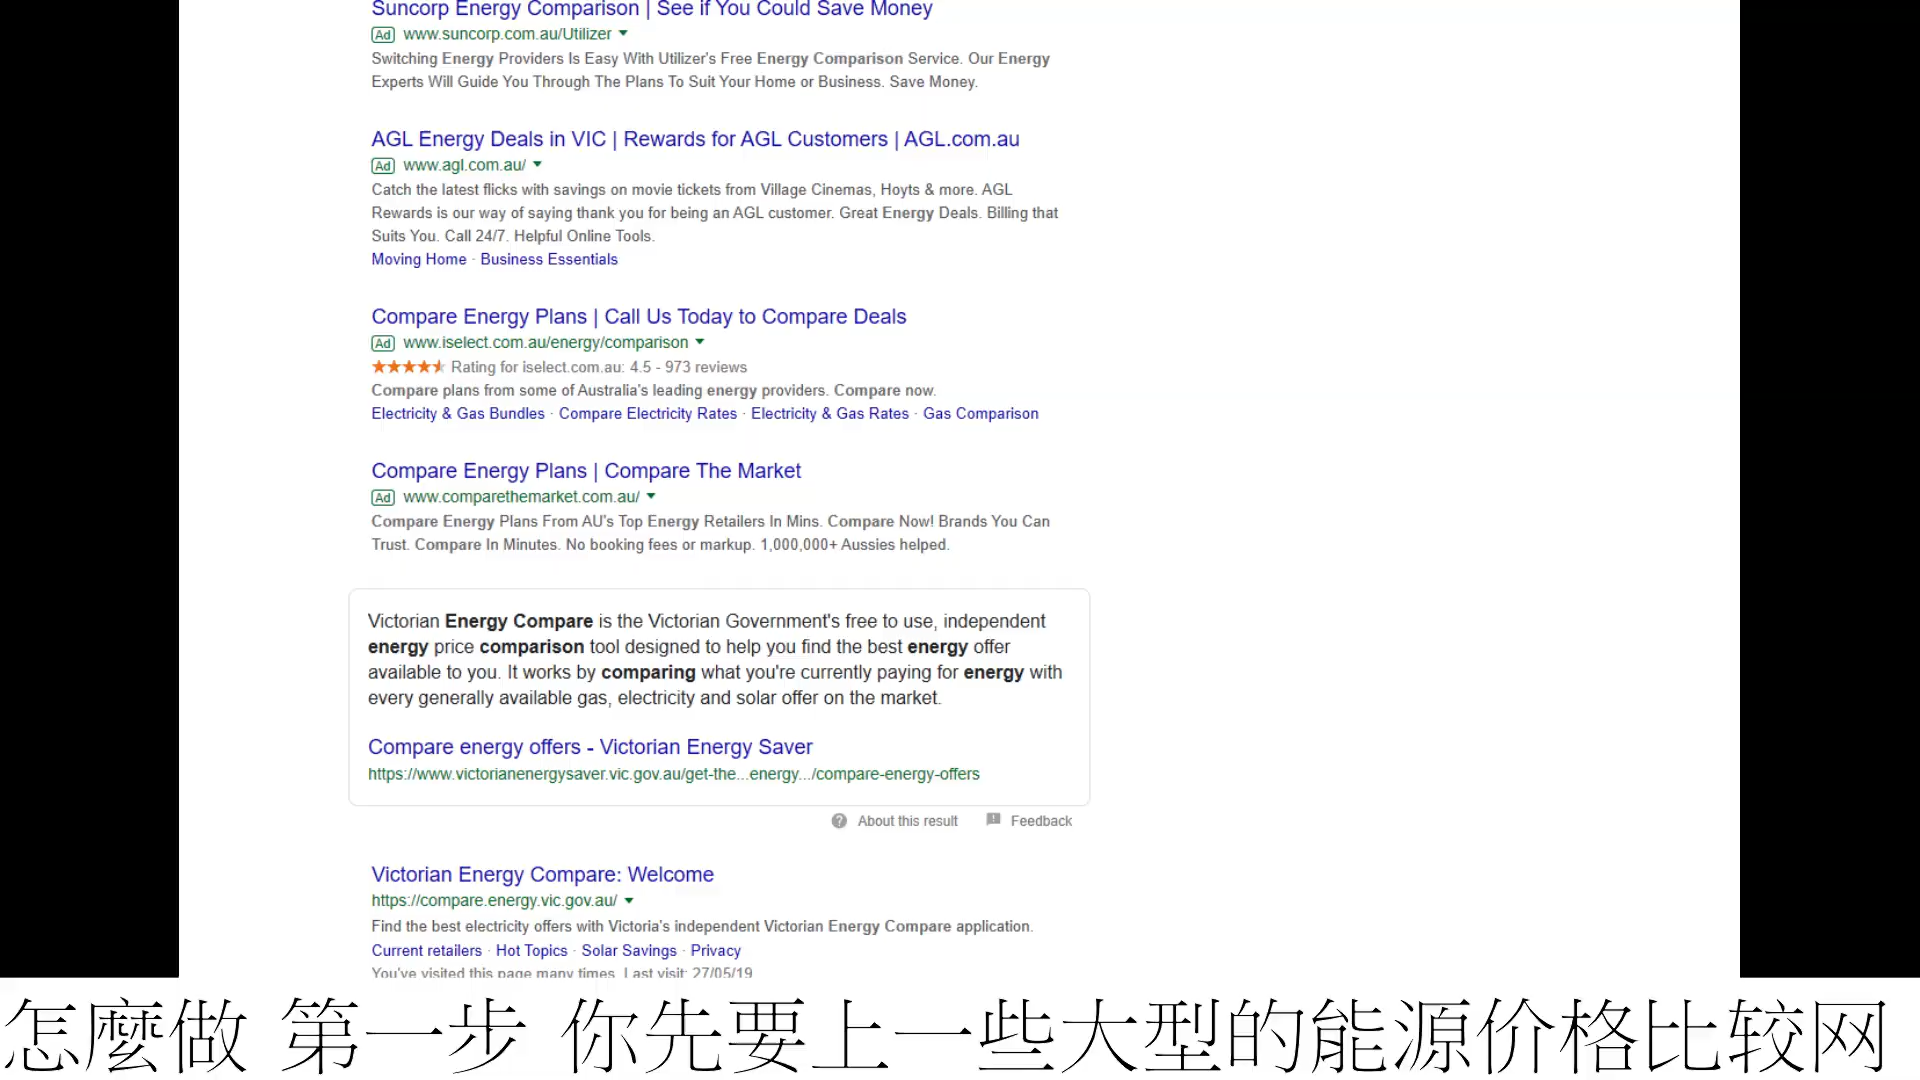 Suncorp Energy Comparison | See if You Could Save Money
Ad www.suncorp.com.au/Utilizer
Switching Energy Providers Is Easy With Utilizer's Free Energy Comparison Service. Our Energy
Experts Will Guide You Through The Plans To Suit Your Home or Business. Save Money.
AGL Energy Deals in VIC | Rewards for AGL Customers | AGL.com.au
Ad www.agl.com.au/
Catch the latest flicks with savings on movie tickets from Village Cinemas, Hoyts & more. AGL
Rewards is our way of saying thank you for being an AGL customer. Great Energy Deals. Billing that
Suits You. Call 24/7. Helpful Online Tools.
Moving Home · Business Essentials
Compare Energy Plans | Call Us Today to Compare Deals
Ad www.iselect.com.au/energy/comparison
Rating for iselect.com.au: 4.5 - 973 reviews
Compare plans from some of Australia's leading energy providers. Compare now.
Electricity & Gas Bundles · Compare Electricity Rates · Electricity & Gas Rates · Gas Comparison
Compare Energy Plans | Compare The Market
Ad www.comparethemarket.com.au/
Compare Energy Plans From AU's Top Energy Retailers In Mins. Compare Now! Brands You Can
Trust. Compare In Minutes. No booking fees or markup. 1,000,000+ Aussies helped.
Victorian Energy Compare is the Victorian Government's free to use, independent
energy price comparison tool designed to help you find the best energy offer
available to you. It works by comparing what you're currently paying for energy with
every generally available gas, electricity and solar offer on the market.
Compare energy offers - Victorian Energy Saver
https://www.victorianenergysaver.vic.gov.au/get-the...energy.../compare-energy-offers
About this result Feedback
Victorian Energy Compare: Welcome
https://compare.energy.vic.gov.au/
Find the best electricity offers with Victoria's independent Victorian Energy Compare application.
Current retailers · Hot Topics · Solar Savings · Privacy
You've visited this page many times. Last visit: 27/05/19
怎麼做 第一步 你先要上一些大型的能源价格比较网